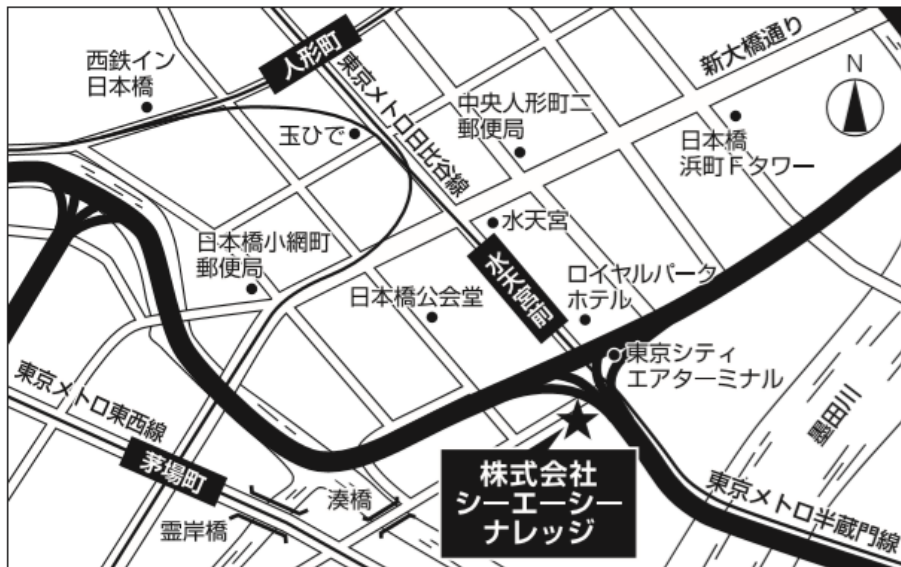 人形町
西鉄イン
日本橋
新大橋通り
N
東京メトロ日比谷線
中央人形町二
郵便局
玉ひで
日本橋
浜町Fタワー
水天宮
日本橋小網町
郵便局
水天宮前
ロイヤルパーク
ホテル
日本橋公会堂
東京シティ
エアターミナル
東京メトロ東西線
墨田川
茅場町
株式会社
シーエーシー
ナレッジ
湊橋
霊岸橋
東京メトロ半蔵門線